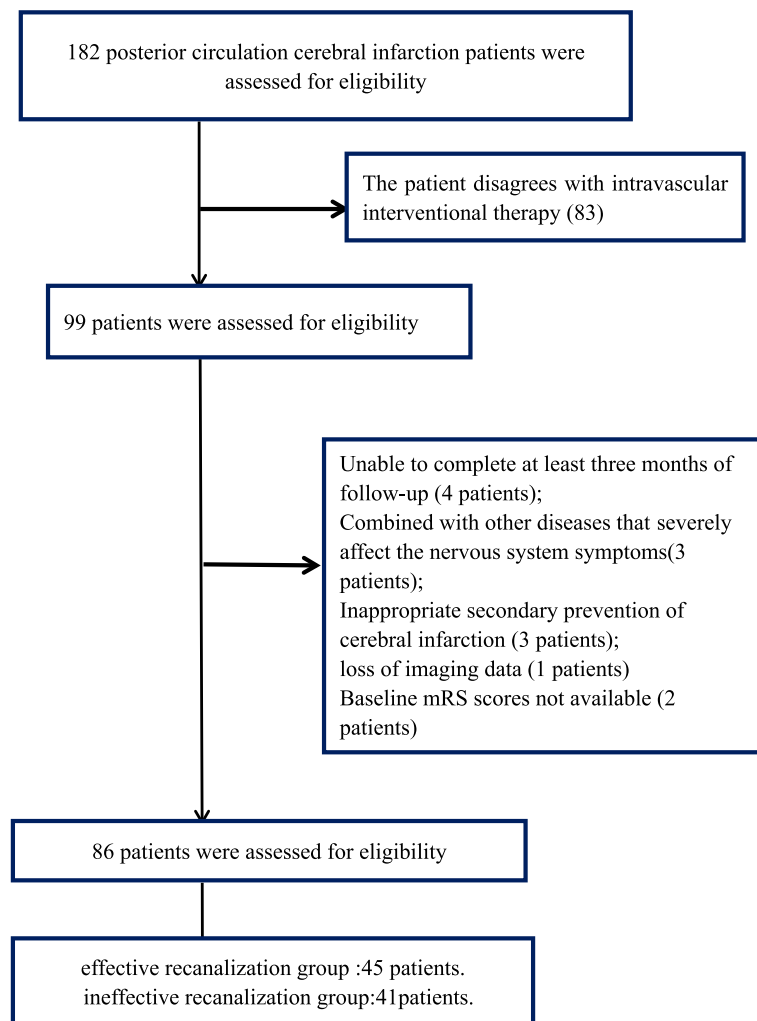 182 posterior circulation cerebral infarction patients were
assessed for eligibility
The patient disagrees with intravascular
interventional therapy (83)
99 patients were assessed for eligibility
Unable to complete at least three months of
follow-up (4 patients);
Combined with other diseases that severely
affect the nervous system symptoms(3
patients);
Inappropriate secondary prevention of
cerebral infarction (3 patients);
loss of imaging data (1 patients)
Baseline mRS scores not available (2
patients)
86 patients were assessed for eligibility
effective recanalization group :45 patients.
ineffective recanalization group:41patients.